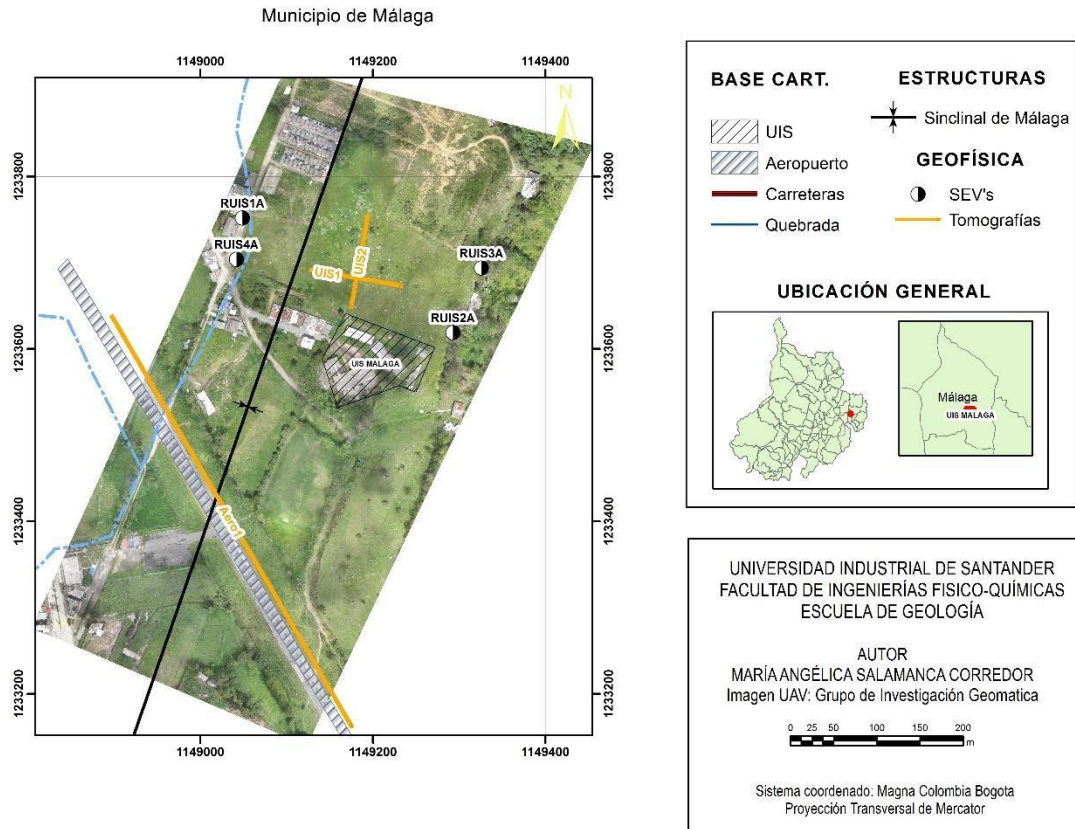 Municipio de Málaga
1149000
1149200
1149400
1233800
1233600
1233400
1233200
1233800
1233600
1233400
1233200
1149000
1149200
1149400
N
RUIS1A
RUIS4A
RUIS3A
RUIS2A
UIS1
UIS2
UIS MALAGA
Aero1
BASE CART.
UIS
Aeropuerto
Carreteras
Quebrada
ESTRUCTURAS
Sinclinal de Málaga
GEOFÍSICA
SEV's
Tomografías
UBICACIÓN GENERAL
Málaga
UIS MALAGA
UNIVERSIDAD INDUSTRIAL DE SANTANDER
FACULTAD DE INGENIERÍAS FISICO-QUÍMICAS
ESCUELA DE GEOLOGÍA
AUTOR
MARÍA ANGÉLICA SALAMANCA CORREDOR
Imagen UAV: Grupo de Investigación Geomatica
0 25 50 100 150 200
m
Sistema coordenado: Magna Colombia Bogota
Proyección Transversal de Mercator